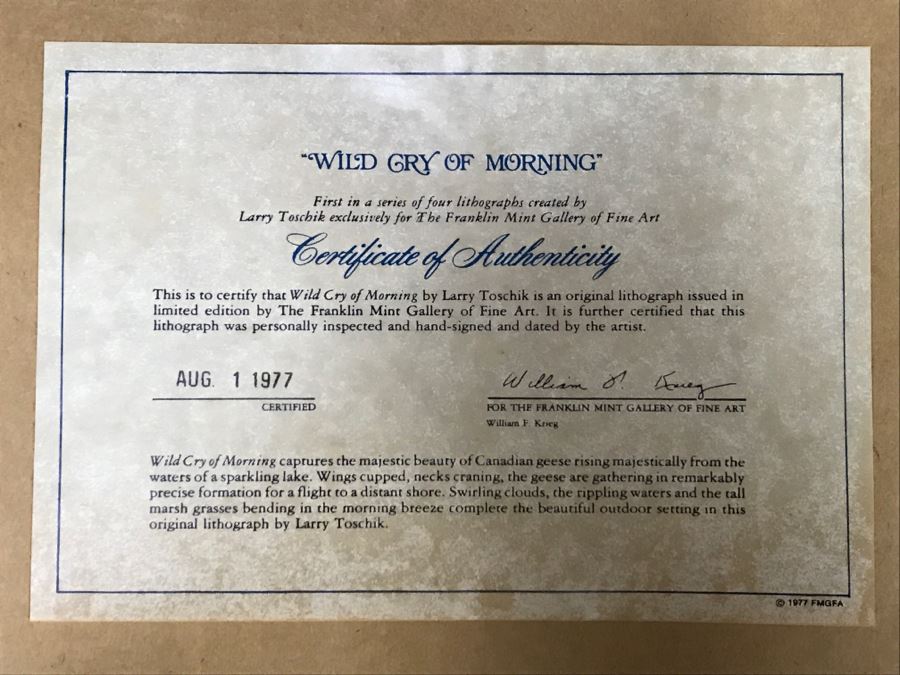 "WILD CRY OF MORNING"
First in a series of four lithographs created by
Larry Toschik exclusively for The Franklin Mint Gallery of Fine Art
Certificate of Authenticity
This is to certify that Wild Cry of Morning by Larry Toschik is an original lithograph issued in
limited edition by The Franklin Mint Gallery of Fine Art. It is further certified that this
lithograph was personally inspected and hand-signed and dated by the artist.
AUG. 1 1977
CERTIFIED
William F. Krieg
FOR THE FRANKLIN MINT GALLERY OF FINE ART
William F. Krieg
Wild Cry of Morning captures the majestic beauty of Canadian geese rising majestically from the
waters of a sparkling lake. Wings cupped, necks craning, the geese are gathering in remarkably
precise formation for a flight to a distant shore. Swirling clouds, the rippling waters and the tall
marsh grasses bending in the morning breeze complete the beautiful outdoor setting in this
original lithograph by Larry Toschik.
© 1977 FMGFA